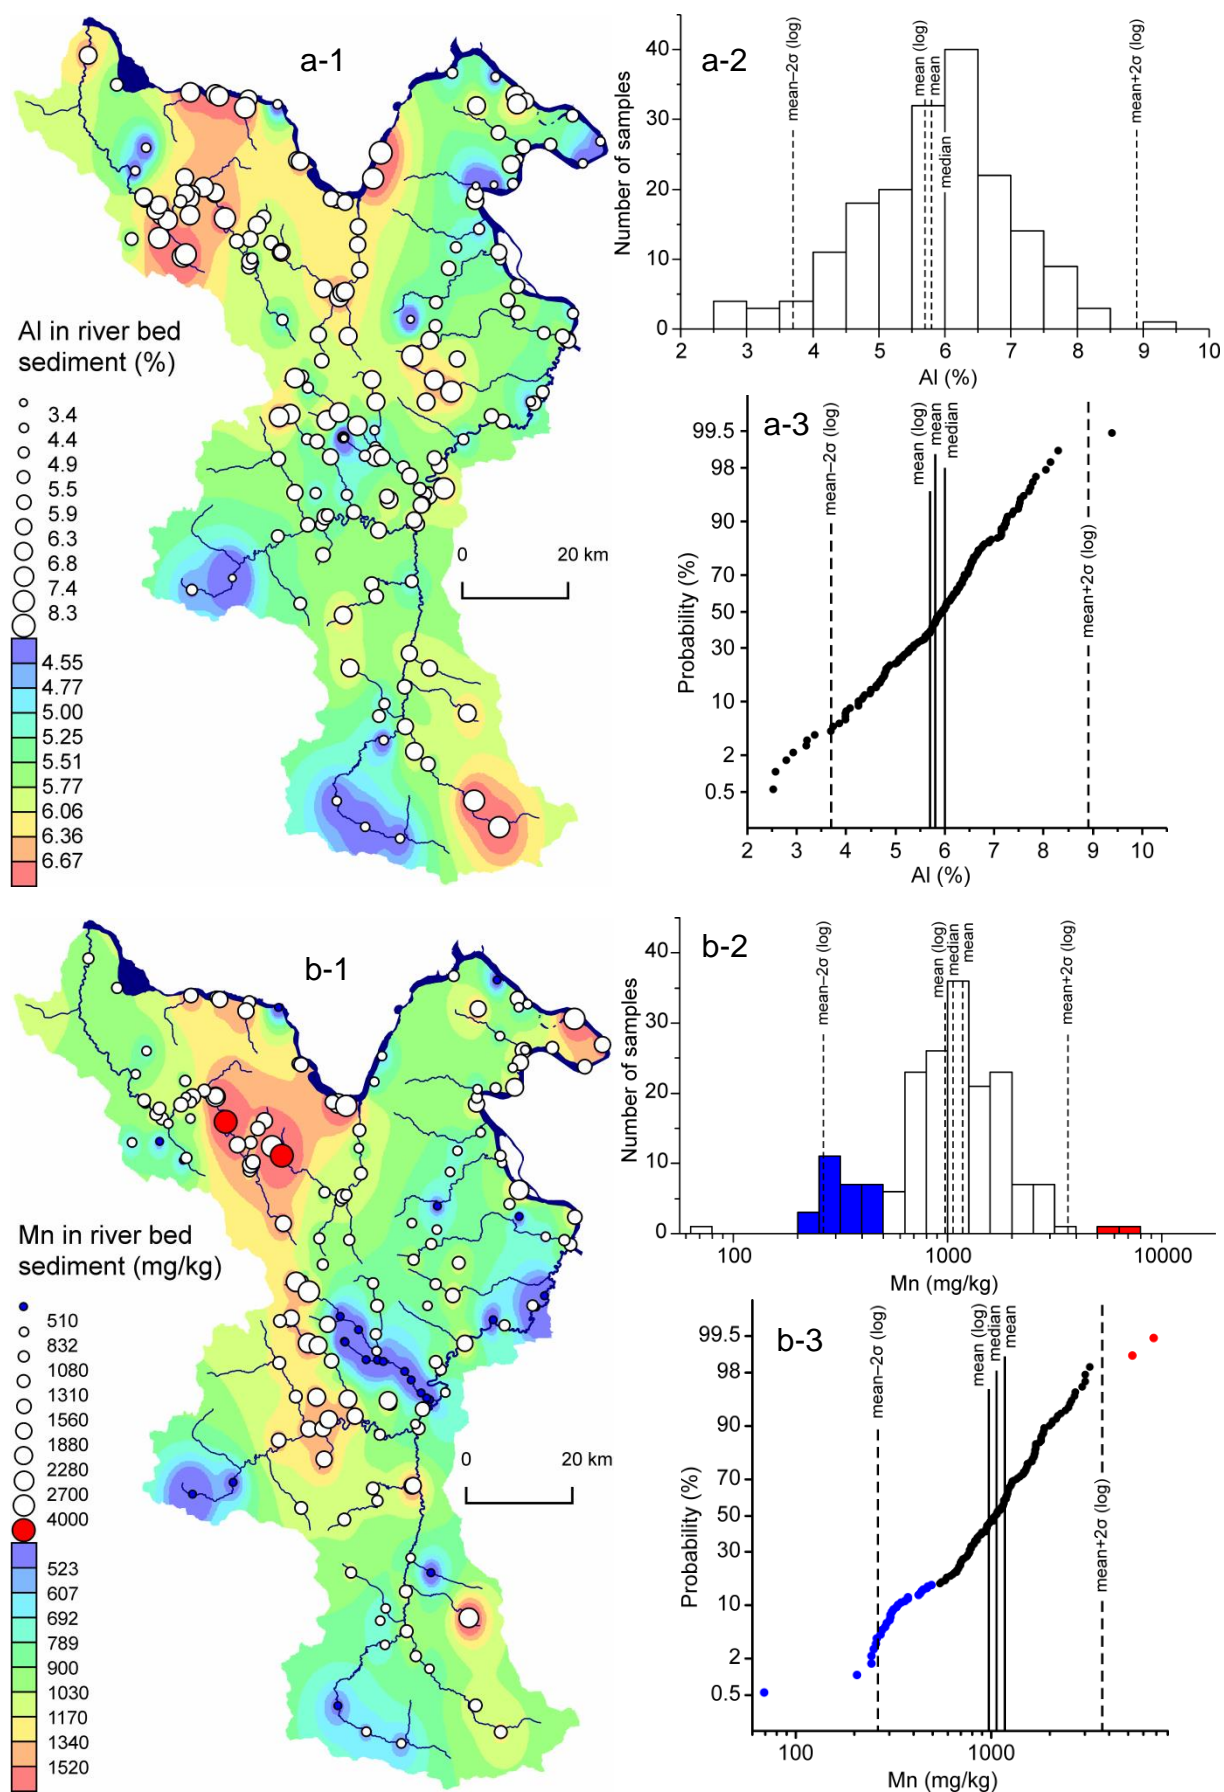 a-1
Al in river bed
sediment (%)
3.4
4.4
4.9
5.5
5.9
6.3
6.8
7.4
8.3
4.55
4.77
5.00
5.25
5.51
5.77
6.06
6.36
6.67
0
20 km
a-2
Number of samples
40
30
20
10
0
mean–2σ (log)
mean (log)
mean
median
mean+2σ (log)
2
3
4
5
6
7
8
9
10
Al (%)
a-3
Probability (%)
99.5
98
90
70
50
30
10
2
0.5
mean–2σ (log)
mean (log)
mean
median
mean+2σ (log)
2
3
4
5
6
7
8
9
10
Al (%)
b-1
Mn in river bed
sediment (mg/kg)
510
832
1080
1310
1560
1880
2280
2700
4000
523
607
692
789
900
1030
1170
1340
1520
0
20 km
b-2
Number of samples
40
30
20
10
0
mean–2σ (log)
mean (log)
median
mean
mean+2σ (log)
100
1000
10000
Mn (mg/kg)
b-3
Probability (%)
99.5
98
90
70
50
30
10
2
0.5
mean–2σ (log)
mean (log)
median
mean
mean+2σ (log)
100
1000
Mn (mg/kg)